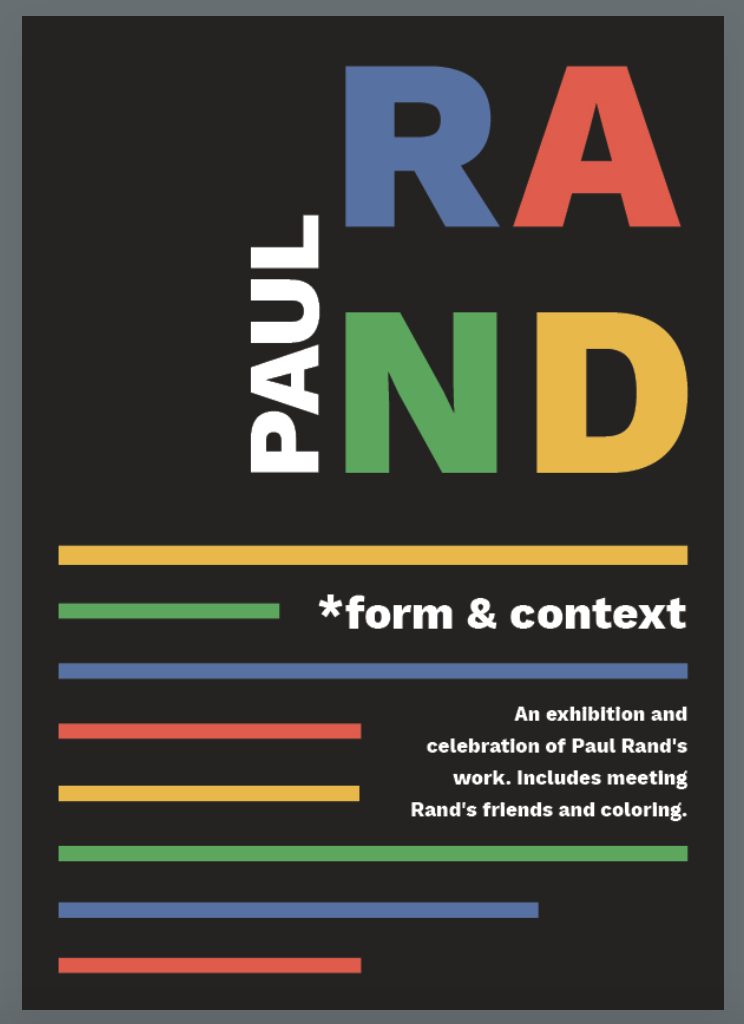 PAUL
RA
ND
*form & context
An exhibition and
celebration of Paul Rand's
work. Includes meeting
Rand's friends and coloring.